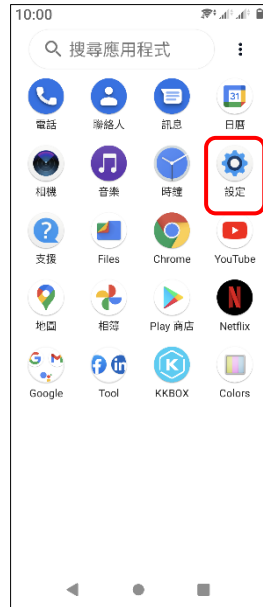 10:00
搜尋應用程式
31
電話 聯絡人 訊息 日曆
相機 音樂 時鐘 設定
?
支援 Files Chrome YouTube
N
地圖 相簿 Play 商店 Netflix
G M f in K
Google Tool KKBOX Colors